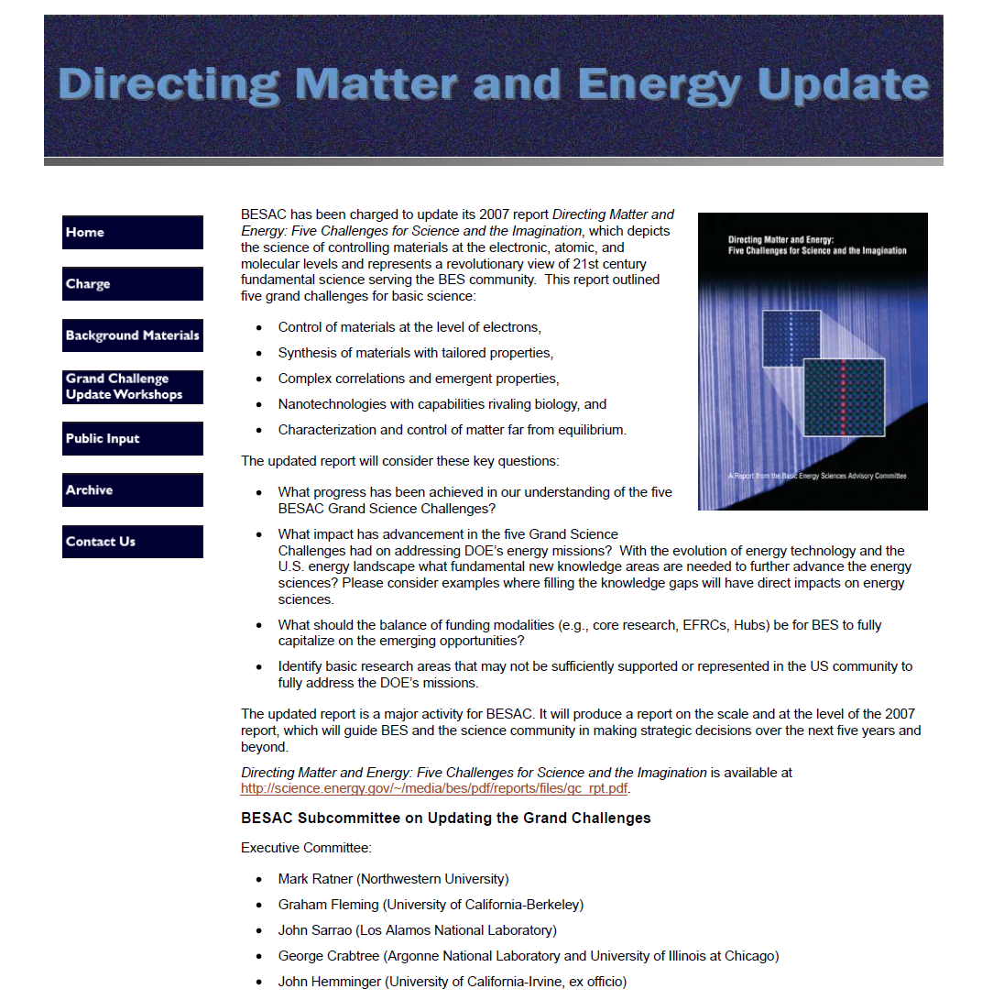 Directing Matter and Energy Update
Home
Charge
Background Materials
Grand Challenge
Update Workshops
Public Input
Archive
Contact Us
BESAC has been charged to update its 2007 report Directing Matter and
Energy: Five Challenges for Science and the Imagination, which depicts
the science of controlling materials at the electronic, atomic, and
molecular levels and represents a revolutionary view of 21st century
fundamental science serving the BES community.  This report outlined
five grand challenges for basic science:
• Control of materials at the level of electrons,
• Synthesis of materials with tailored properties,
• Complex correlations and emergent properties,
• Nanotechnologies with capabilities rivaling biology, and
• Characterization and control of matter far from equilibrium.
Directing Matter and Energy:
Five Challenges for Science and the Imagination
A Report from the Basic Energy Sciences Advisory Committee
The updated report will consider these key questions:
• What progress has been achieved in our understanding of the five
BESAC Grand Science Challenges?
• What impact has advancement in the five Grand Science
Challenges had on addressing DOE's energy missions?  With the evolution of energy technology and the
U.S. energy landscape what fundamental new knowledge areas are needed to further advance the energy
sciences? Please consider examples where filling the knowledge gaps will have direct impacts on energy
sciences.
• What should the balance of funding modalities (e.g., core research, EFRCs, Hubs) be for BES to fully
capitalize on the emerging opportunities?
• Identify basic research areas that may not be sufficiently supported or represented in the US community to
fully address the DOE's missions.
The updated report is a major activity for BESAC. It will produce a report on the scale and at the level of the 2007
report, which will guide BES and the science community in making strategic decisions over the next five years and
beyond.
Directing Matter and Energy: Five Challenges for Science and the Imagination is available at
http://science.energy.gov/~/media/bes/pdf/reports/files/gc_rpt.pdf.
BESAC Subcommittee on Updating the Grand Challenges
Executive Committee:
• Mark Ratner (Northwestern University)
• Graham Fleming (University of California-Berkeley)
• John Sarrao (Los Alamos National Laboratory)
• George Crabtree (Argonne National Laboratory and University of Illinois at Chicago)
• John Hemminger (University of California-Irvine, ex officio)